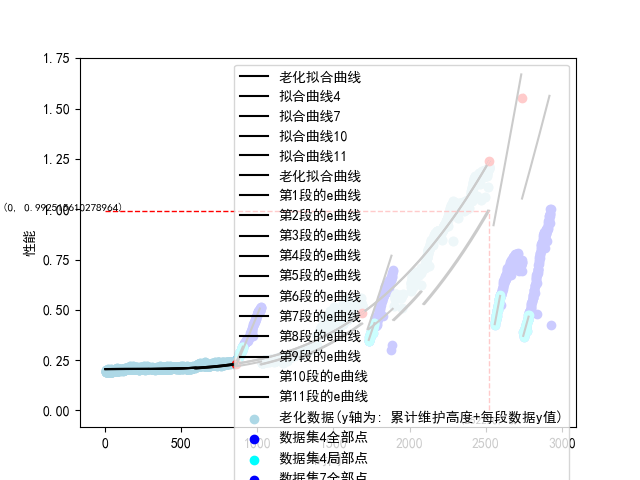 1.75
1.50
1.25
(0, 0.992515610278964)
1.00
0.75
0.50
0.25
0.00
性能
0
500
1000
2000
2500
3000
老化拟合曲线
拟合曲线4
拟合曲线7
拟合曲线10
拟合曲线11
老化拟合曲线
第1段的e曲线
第2段的e曲线
第3段的e曲线
第4段的e曲线
第5段的e曲线
第6段的e曲线
第7段的e曲线
第8段的e曲线
第9段的e曲线
第10段的e曲线
第11段的e曲线
老化数据(y轴为: 累计维护高度+每段数据y值)
数据集4全部点
数据集4局部点
数据集7全部点